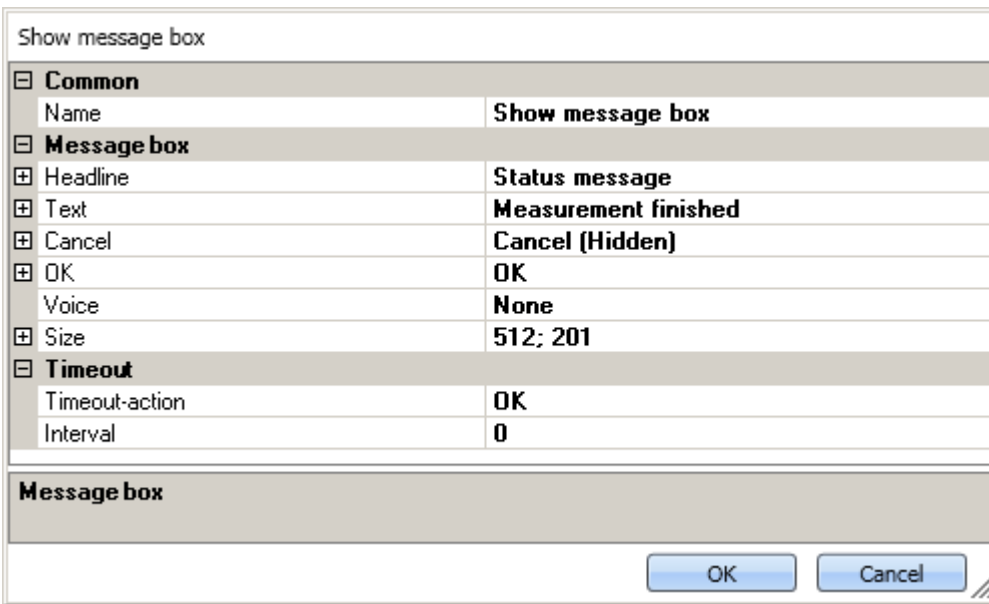 Show message box
Common
Name Show message box
Message box
Headline Status message
Text Measurement finished
Cancel Cancel (Hidden)
OK OK
Voice None
Size 512; 201
Timeout
Timeout-action OK
Interval 0
Message box
OK Cancel